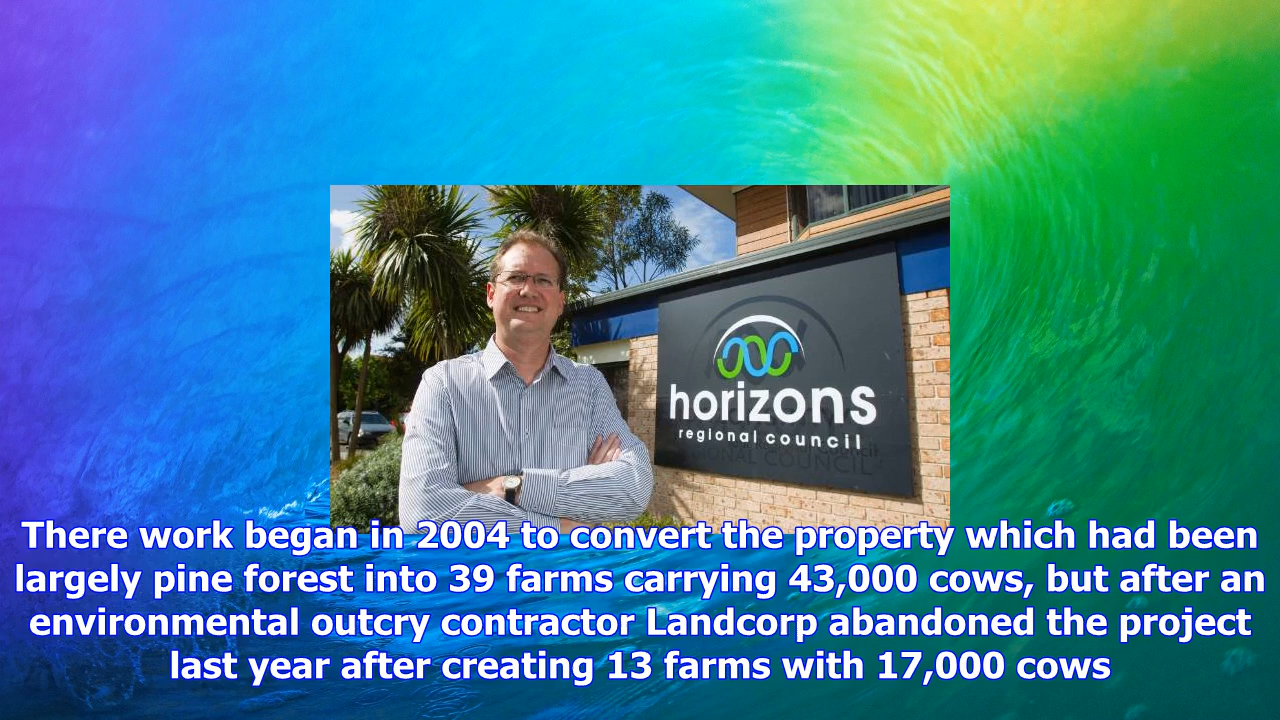 horizons
regional council
There work began in 2004 to convert the property which had been
largely pine forest into 39 farms carrying 43,000 cows, but after an
environmental outcry contractor Landcorp abandoned the project
last year after creating 13 farms with 17,000 cows